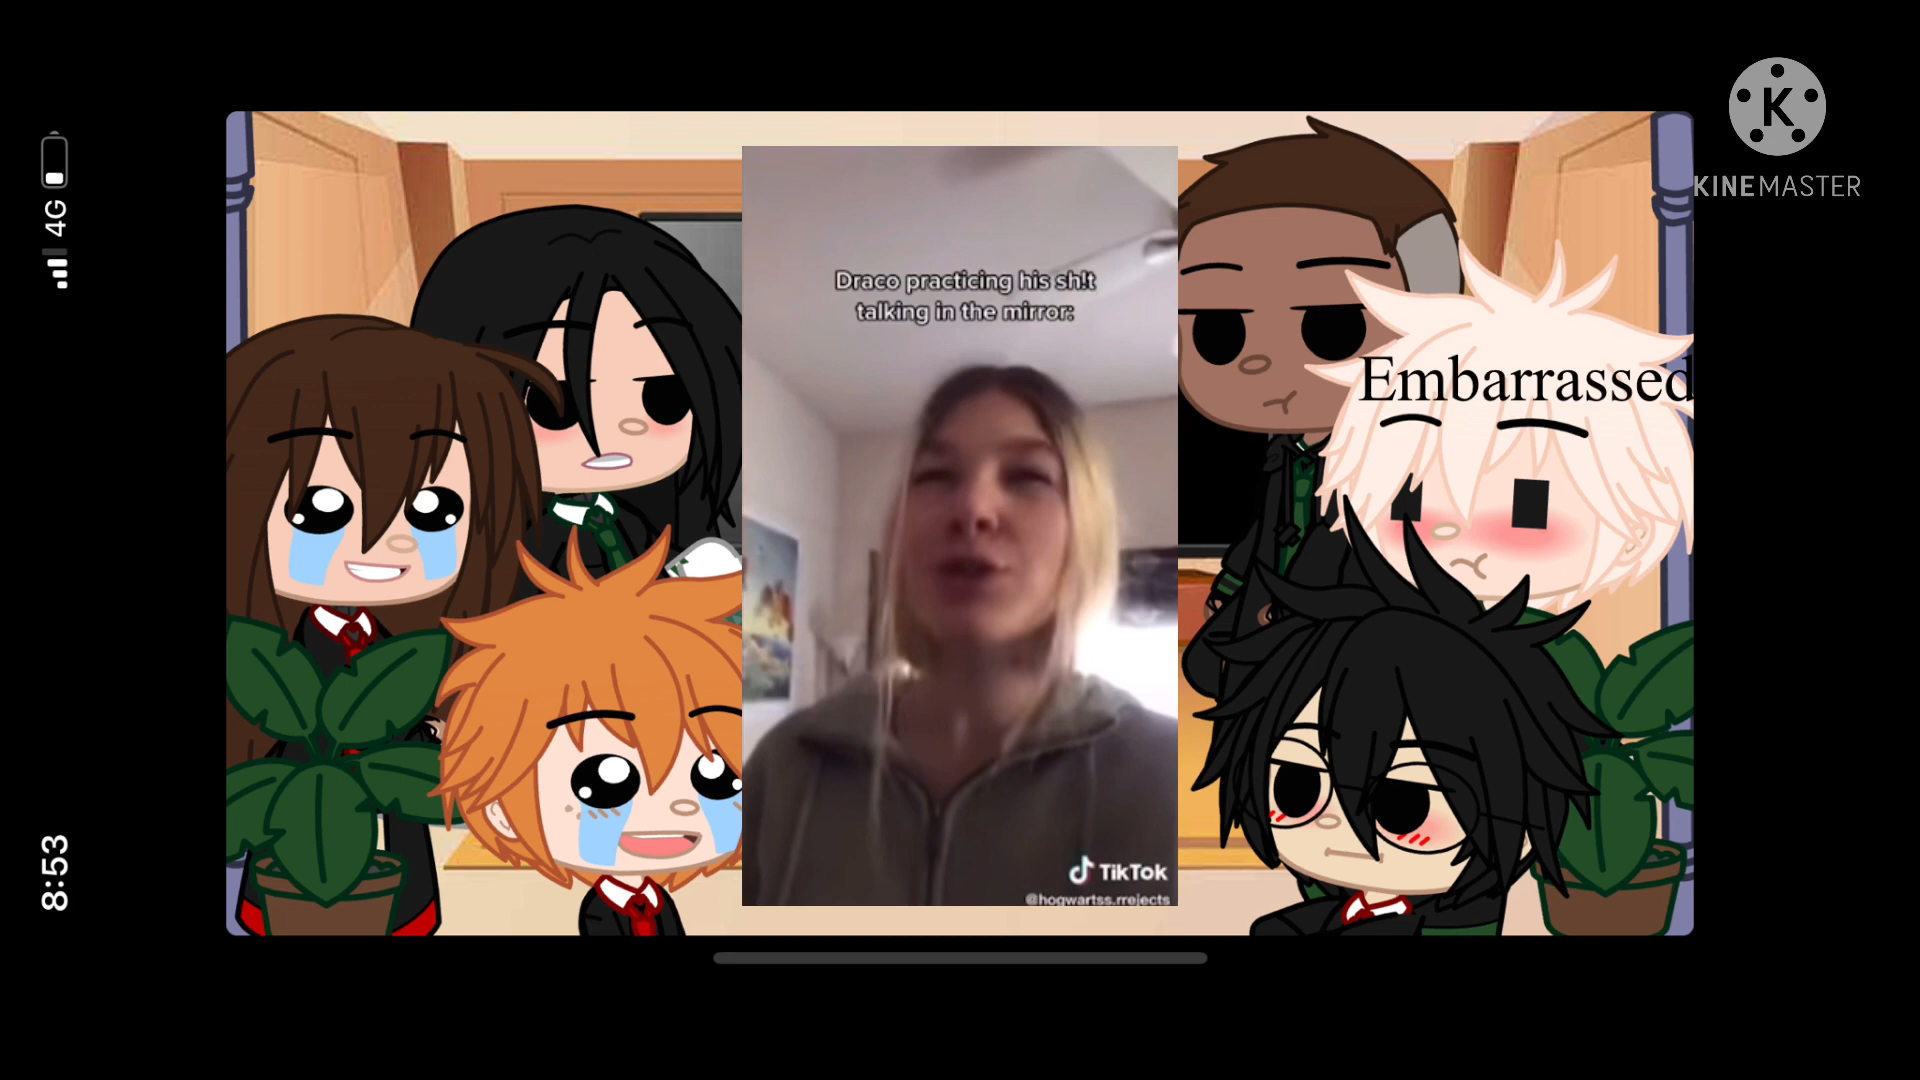 K
KINEMASTER
4G
8:53
Draco practicing his sh!t
talking in the mirror:
Embarrassed
TikTok
@hogwartss.rrejects